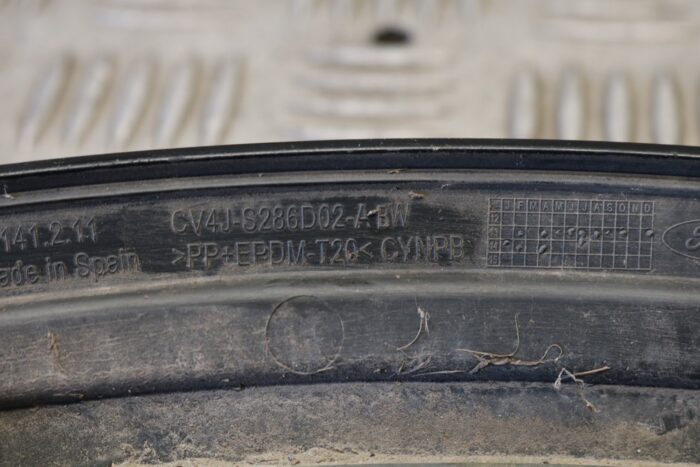 141.2.11
ade in Spain
CV4J-S286D02-A BW
>PP+EPDM-T20< CYNPB
J F M A M J J A S O N D